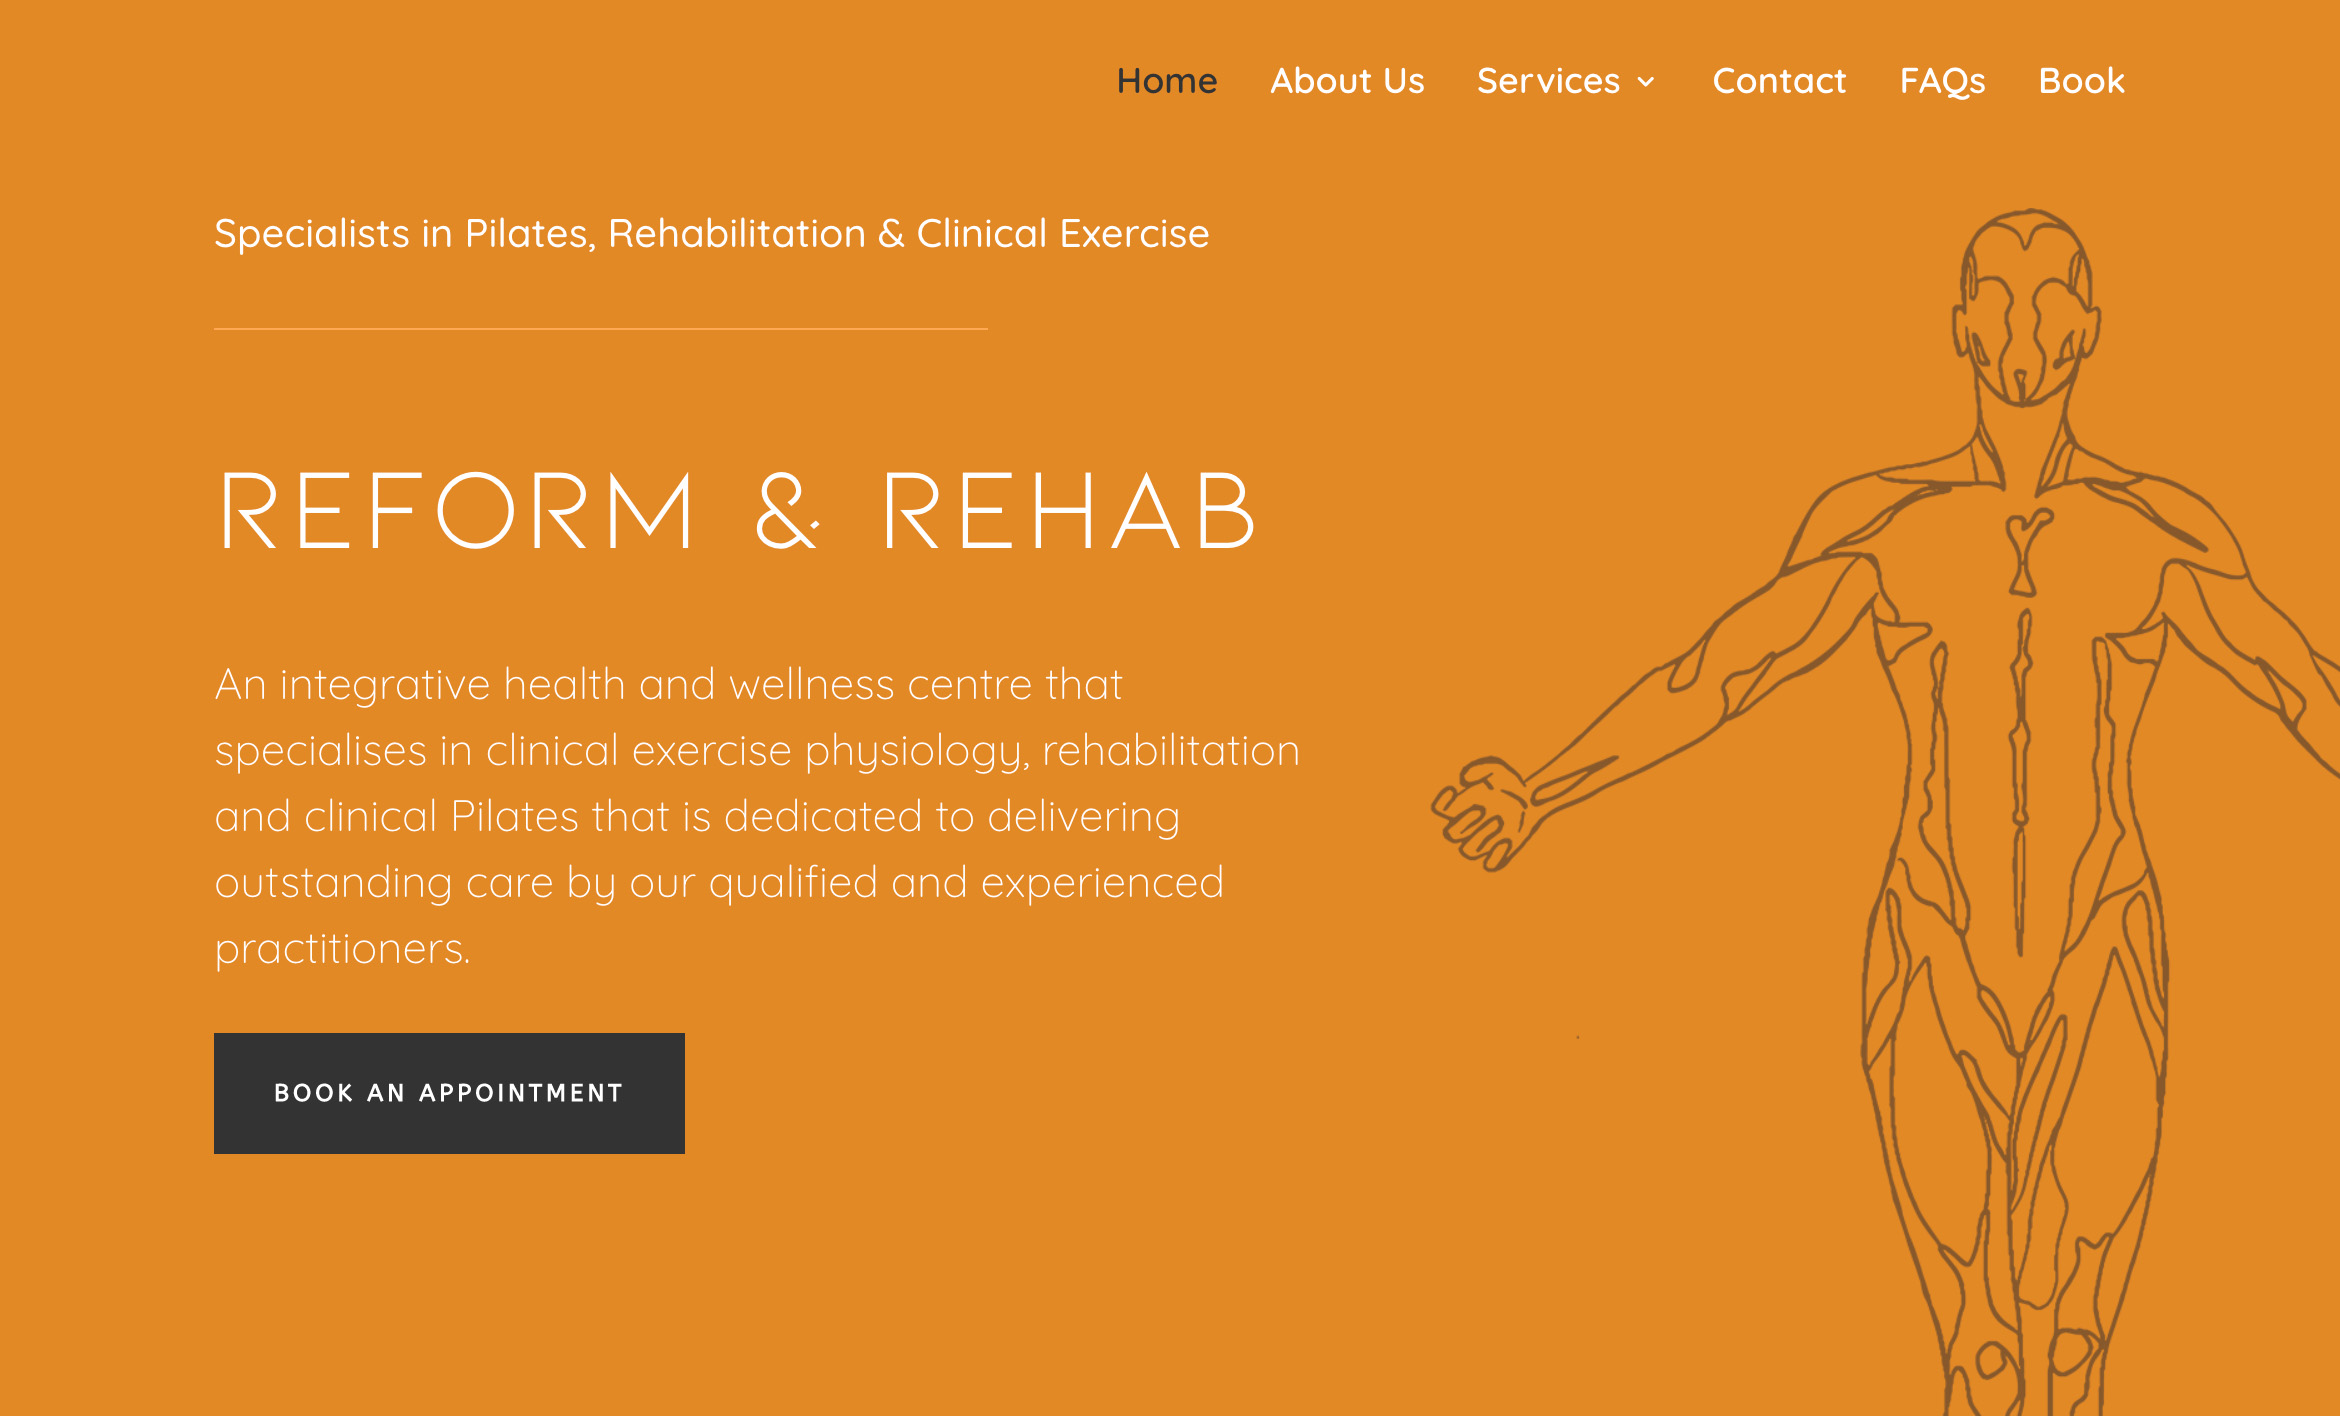 Home About Us Services Contact FAQs Book
Specialists in Pilates, Rehabilitation & Clinical Exercise
REFORM & REHAB
An integrative health and wellness centre that
specialises in clinical exercise physiology, rehabilitation
and clinical Pilates that is dedicated to delivering
outstanding care by our qualified and experienced
practitioners.
BOOK AN APPOINTMENT